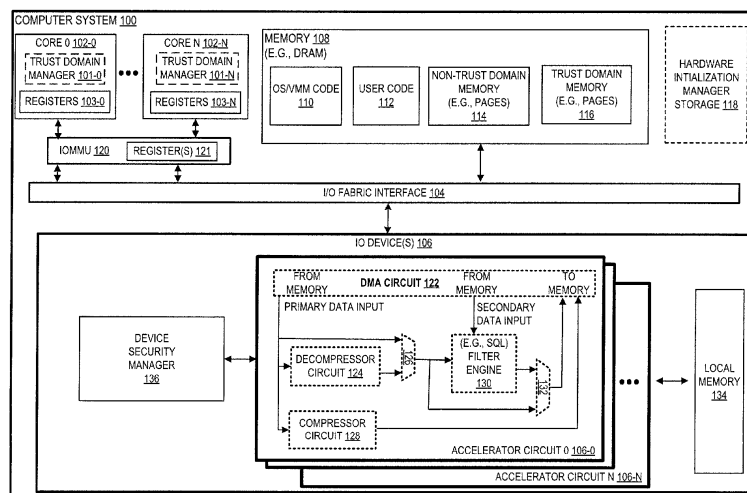 COMPUTER SYSTEM 100
CORE 0 102-0
TRUST DOMAIN
MANAGER 101-0
REGISTERS 103-0
CORE N 102-N
TRUST DOMAIN
MANAGER 101-N
REGISTERS 103-N
MEMORY 108
(E.G., DRAM)
OS/VMM CODE
110
USER CODE
112
NON-TRUST DOMAIN
MEMORY
(E.G., PAGES)
114
TRUST DOMAIN
MEMORY
(E.G., PAGES)
116
HARDWARE
INTIALIZATION
MANAGER
STORAGE 118
IOMMU 120
REGISTER(S) 121
I/O FABRIC INTERFACE 104
IO DEVICE(S) 106
FROM
MEMORY
DMA CIRCUIT 122
FROM
MEMORY
TO
MEMORY
PRIMARY DATA INPUT
SECONDARY
DATA INPUT
DEVICE
SECURITY
MANAGER
136
DECOMPRESSOR
CIRCUIT 124
126
(E.G., SQL)
FILTER
ENGINE
130
132
COMPRESSOR
CIRCUIT 128
ACCELERATOR CIRCUIT 0 106-0
ACCELERATOR CIRCUIT N 106-N
LOCAL
MEMORY
134